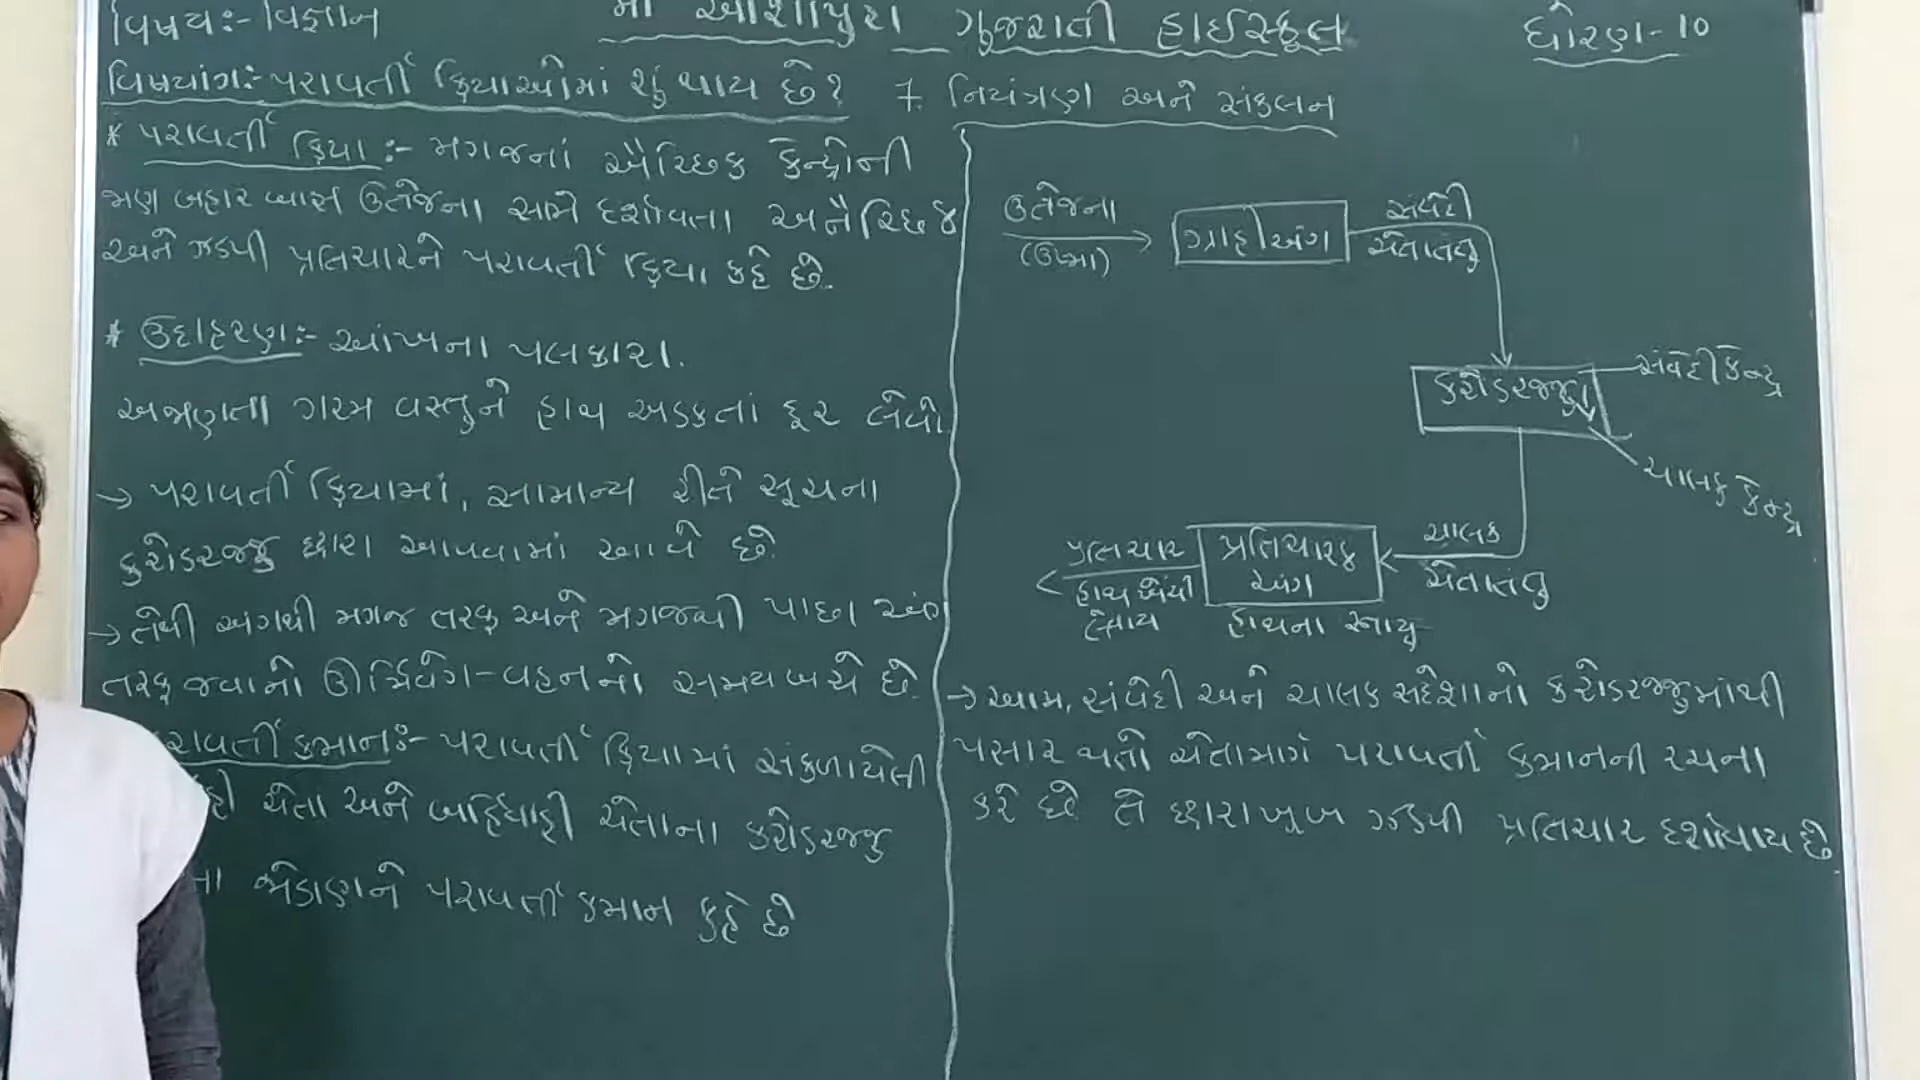 વિષય:- વિજ્ઞાન
મા આશાપુરા ગુજરાતી હાઈસ્કૂલ
ધોરણ- 10
વિષયાંગ:- પરાવર્તી ક્રિયાઓમાં શું થાય છે?
7. નિયંત્રણ અને સંકલન
* પરાવર્તી ક્રિયા :- મગજનાં ઐચ્છિક કેન્દ્રોની
જાણ બહાર ખાસ ઉત્તેજના સામે દર્શાવતા અનૈચ્છિક
અને ઝડપી પ્રતિચારને પરાવર્તી ક્રિયા કહે છે.
* ઉદાહરણ:- આંખના પલકારા.
અજાણતા ગરમ વસ્તુને હાથ અડકતાં દૂર લેવો
→ પરાવર્તી ક્રિયામાં, સામાન્ય રીતે સૂચના
કરોડરજ્જુ દ્વારા આપવામાં આવે છે.
→ તેથી અંગથી મગજ તરફ અને મગજથી પાછા અંગ
તરફ જવાનો ઊર્મિવેગ-વહનનો સમય બચે છે.
રાવર્તી કમાન:- પરાવર્તી ક્રિયામાં સંકળાયેલી
હી ચેતા અને બહિર્વાહી ચેતાના કરોડરજ્જુ
ના જોડાણને પરાવર્તી કમાન કહે છે
ઉત્તેજના
(ઉષ્મા)
ગ્રાહી અંગ
સંવેદી
ચેતાતંતુ
કરોડરજ્જુ
સંવેદી કેન્દ્ર
ચાલક કેન્દ્ર
ચાલક
ચેતાતંતુ
પ્રતિચારક
અંગ
હાથના સ્નાયુ
પ્રતિચાર
હાથ ખેંચી
લેવાય
→ આમ, સંવેદી અને ચાલક સંદેશાનો કરોડરજ્જુમાંથી
પસાર થતો ચેતામાર્ગ પરાવર્તી કમાનની રચના
કરે છે તે દ્વારા ખૂબ ઝડપી પ્રતિચાર દર્શાવાય છે.